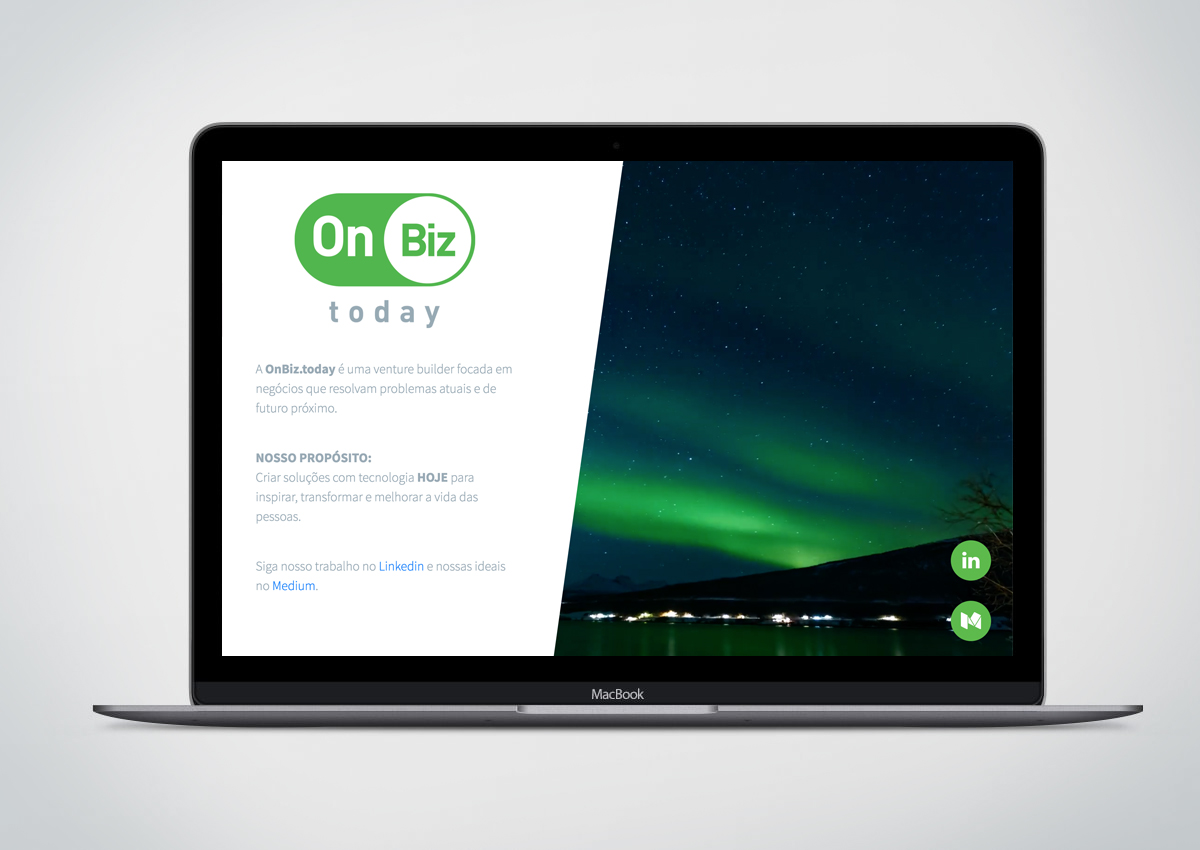 On Biz
today
A OnBiz.today é uma venture builder focada em
negócios que resolvam problemas atuais e de
futuro próximo.
NOSSO PROPÓSITO:
Criar soluções com tecnologia HOJE para
inspirar, transformar e melhorar a vida das
pessoas.
Siga nosso trabalho no Linkedin e nossas ideais
no Medium.
in
MacBook